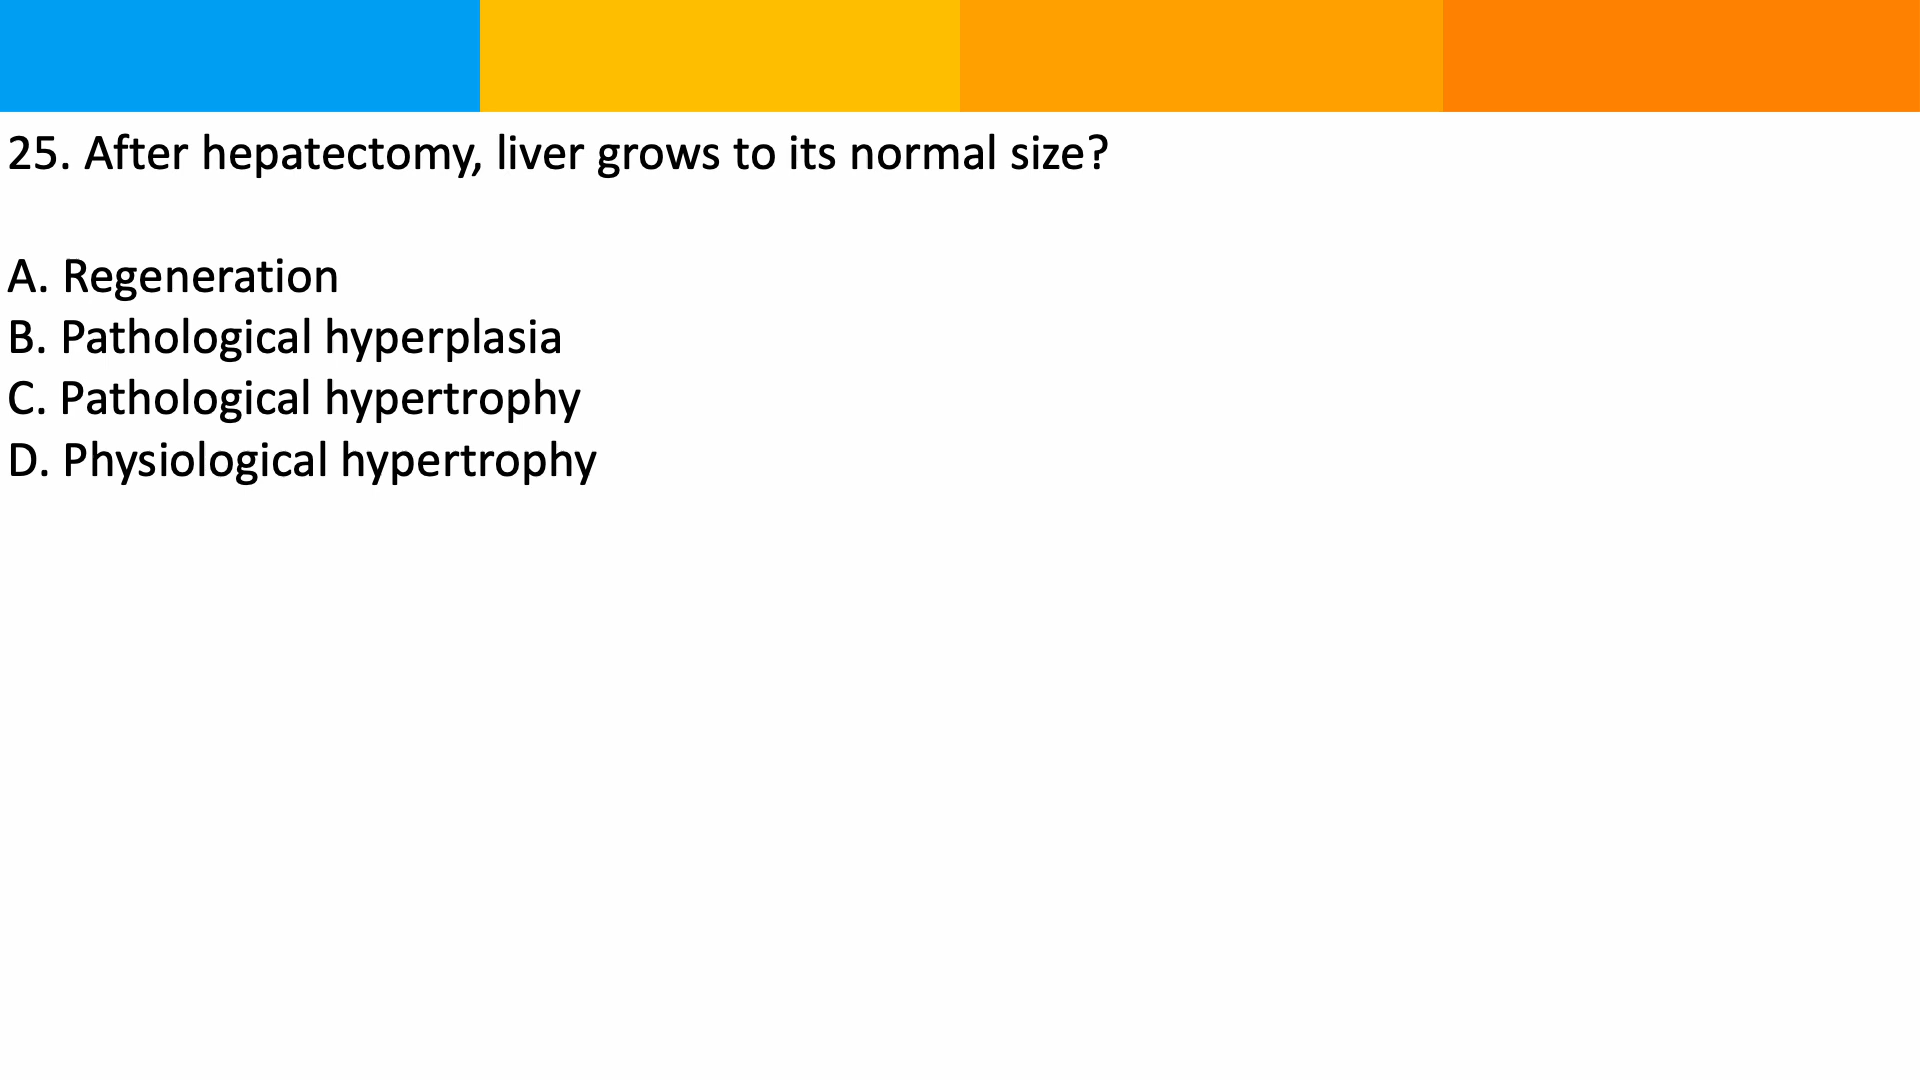 25. After hepatectomy, liver grows to its normal size?
A. Regeneration
B. Pathological hyperplasia
C. Pathological hypertrophy
D. Physiological hypertrophy